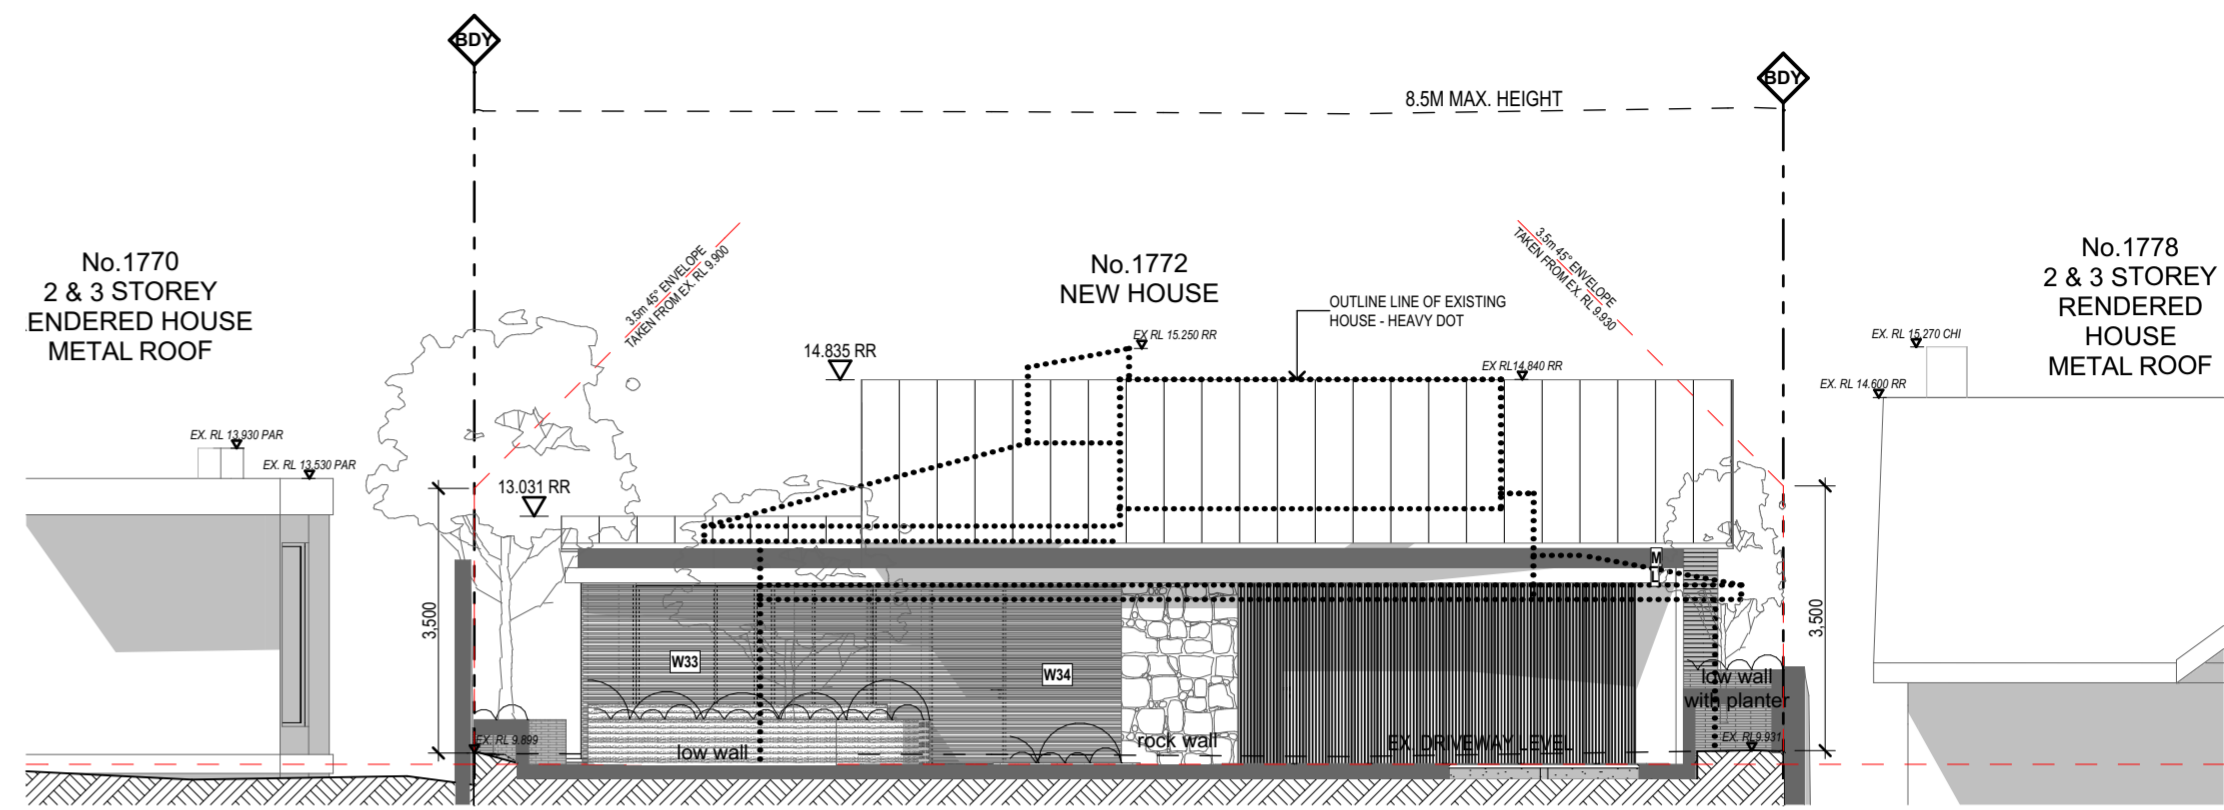 BDY
BDY
8.5M MAX. HEIGHT
No.1770
2 & 3 STOREY
ENDERED HOUSE
METAL ROOF
3.5m 45° ENVELOPE
TAKEN FROM EX. RL 9.900
No.1772
NEW HOUSE
3.5m 45° ENVELOPE
TAKEN FROM EX. RL 9.930
No.1778
2 & 3 STOREY
RENDERED
HOUSE
METAL ROOF
OUTLINE LINE OF EXISTING
HOUSE - HEAVY DOT
EX RL 15.250 RR
14.835 RR
EX RL14.840 RR
EX. RL 15.270 CHI
EX. RL 14.600 RR
EX. RL 13.930 PAR
EX. RL 13.530 PAR
13.031 RR
3,500
3,500
M
L
W33
W34
low wall
with planter
EX. RL 9.899
low wall
rock wall
EX. DRIVEWAY LEVEL
EX. RL9.931